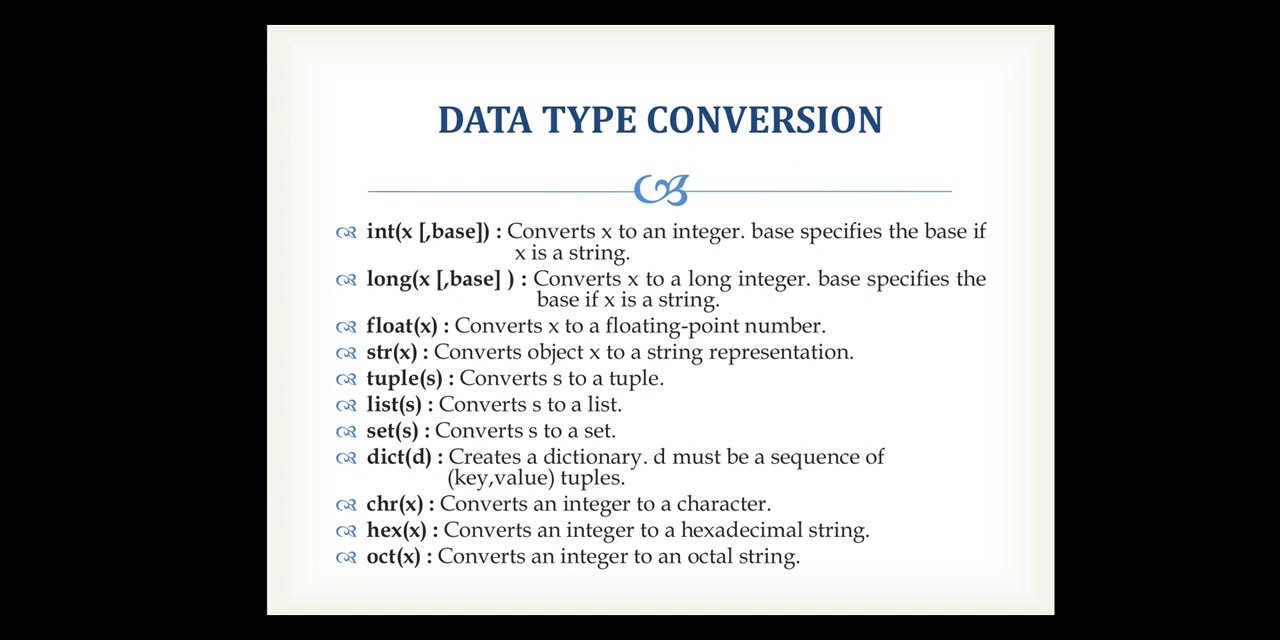 DATA TYPE CONVERSION
int(x [,base]) : Converts x to an integer. base specifies the base if
x is a string.
long(x [,base] ) : Converts x to a long integer. base specifies the
base if x is a string.
float(x) : Converts x to a floating-point number.
str(x) : Converts object x to a string representation.
tuple(s) : Converts s to a tuple.
list(s) : Converts s to a list.
set(s) : Converts s to a set.
dict(d) : Creates a dictionary. d must be a sequence of
(key,value) tuples.
chr(x) : Converts an integer to a character.
hex(x) : Converts an integer to a hexadecimal string.
oct(x) : Converts an integer to an octal string.